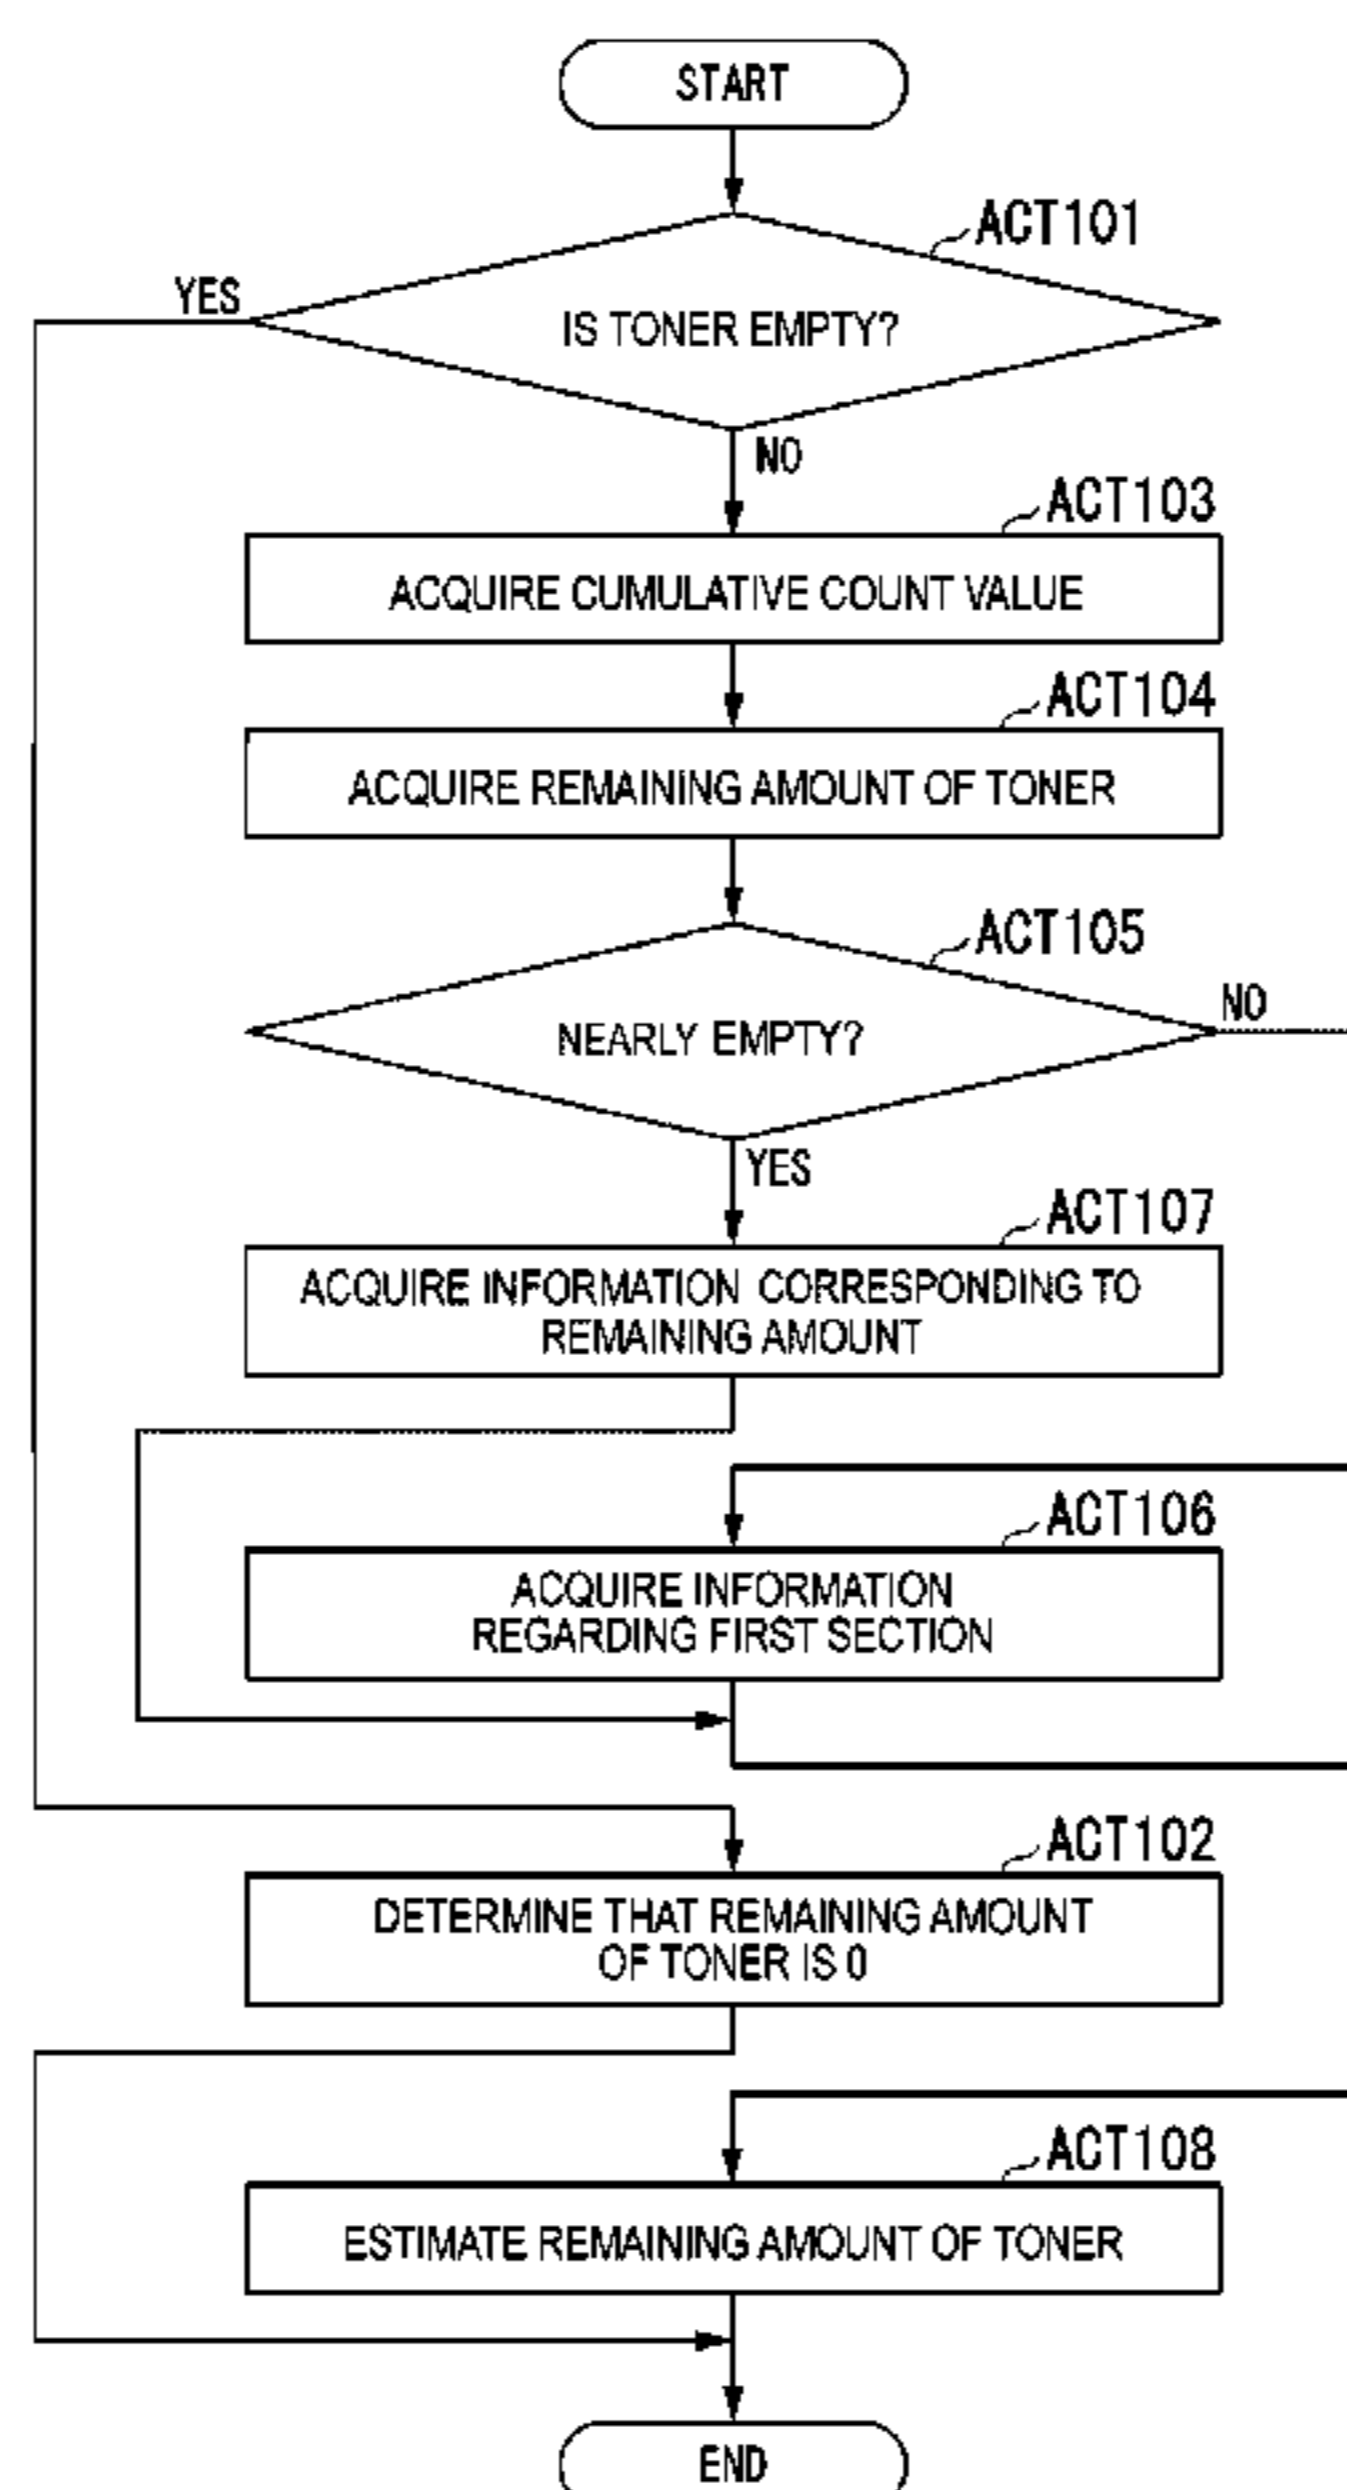 START
ACT101
YES
IS TONER EMPTY?
NO
ACT103
ACQUIRE CUMULATIVE COUNT VALUE
ACT104
ACQUIRE REMAINING AMOUNT OF TONER
ACT105
NO
NEARLY EMPTY?
YES
ACT107
ACQUIRE INFORMATION CORRESPONDING TO
REMAINING AMOUNT
ACT106
ACQUIRE INFORMATION
REGARDING FIRST SECTION
ACT102
DETERMINE THAT REMAINING AMOUNT
OF TONER IS 0
ACT108
ESTIMATE REMAINING AMOUNT OF TONER
END